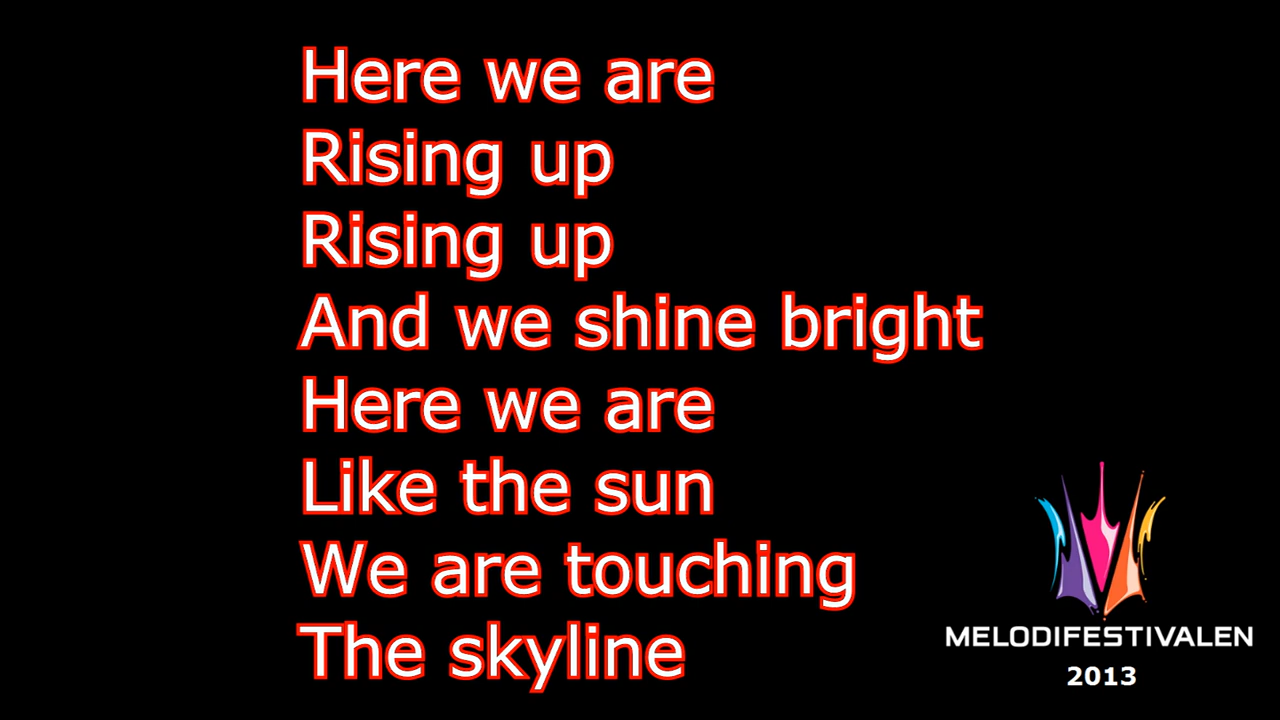 Here we are
Rising up
Rising up
And we shine bright
Here we are
Like the sun
We are touching
The skyline
MELODIFESTIVALEN
2013